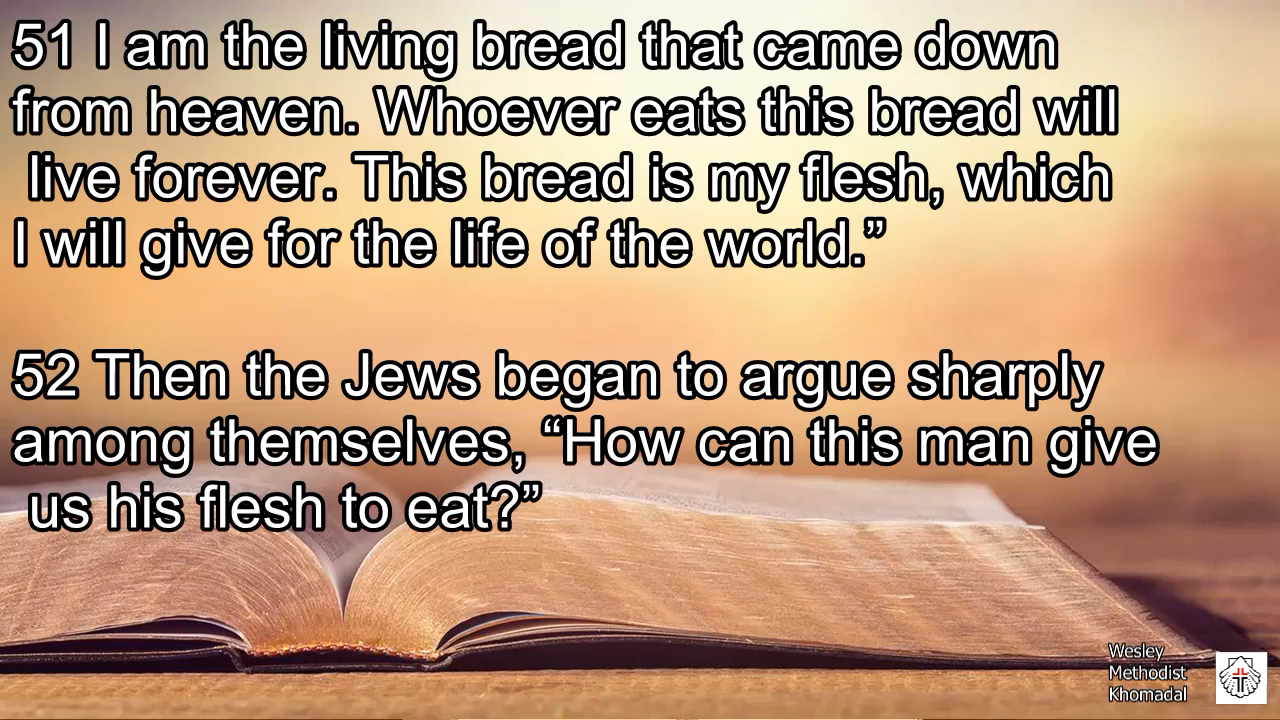 51 I am the living bread that came down
from heaven. Whoever eats this bread will
live forever. This bread is my flesh, which
I will give for the life of the world.”
52 Then the Jews began to argue sharply
among themselves, “How can this man give
us his flesh to eat?”
Wesley
Methodist
Khomadal